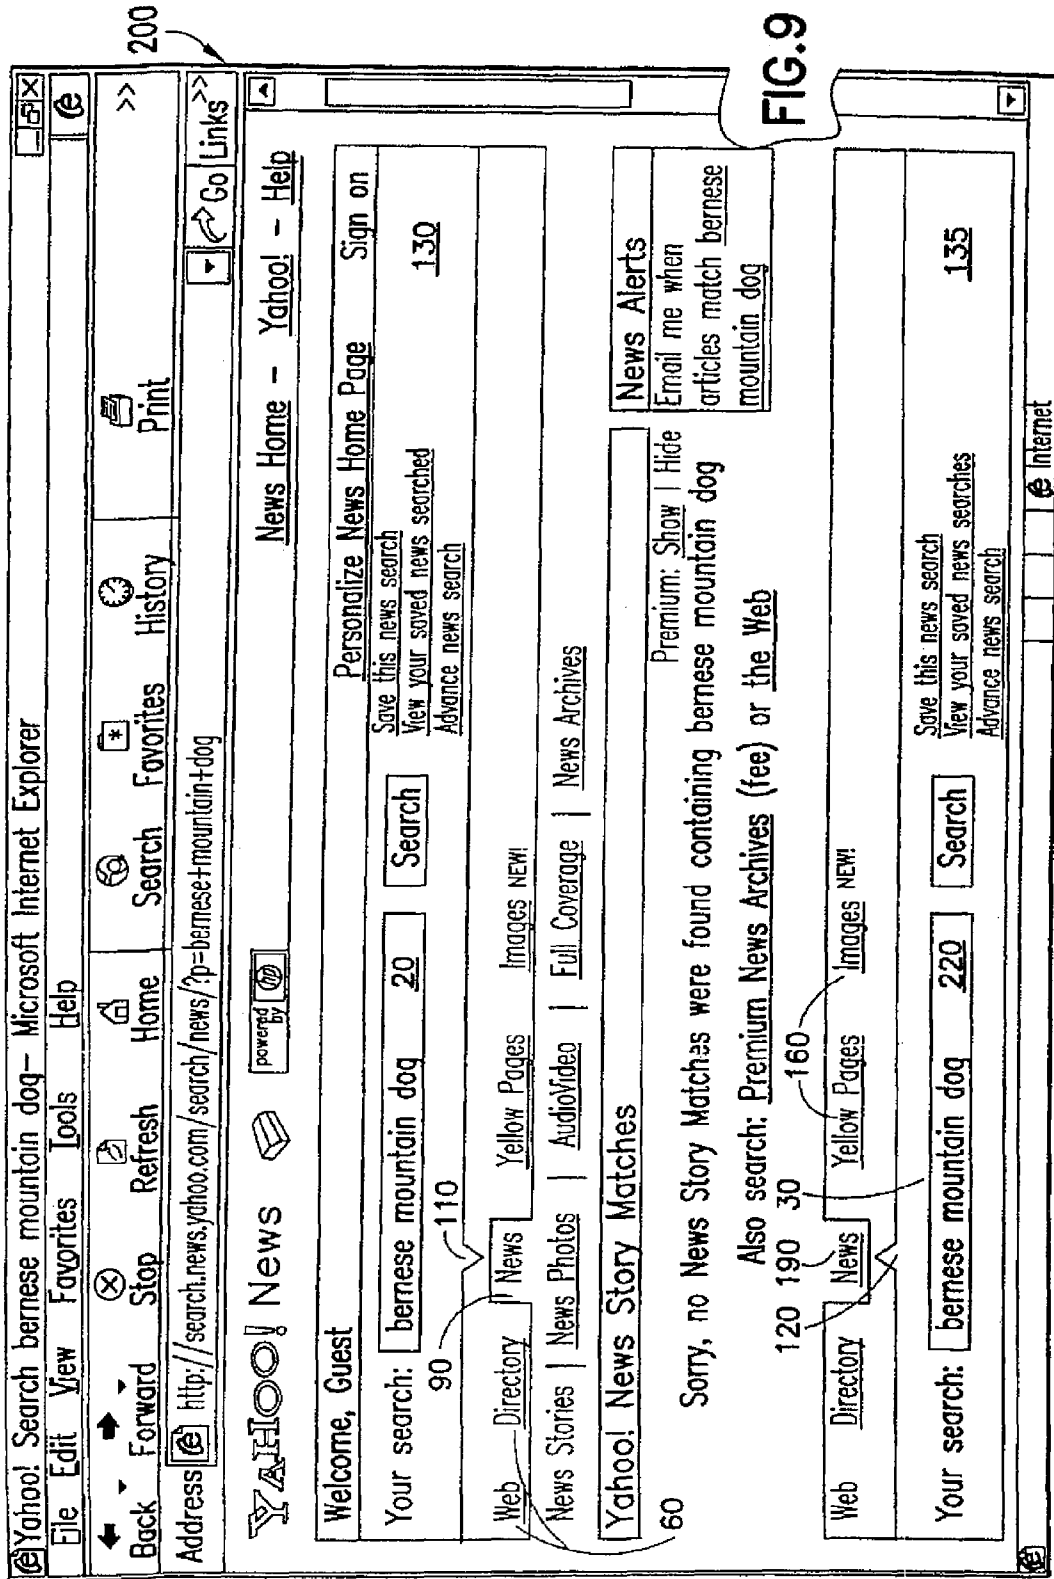 Yahoo! Search bernese mountain dog- Microsoft Internet Explorer
File Edit View Favorites Tools Help
Back Forward Stop Refresh Home Search Favorites History Print >>
Address http://search.news.yahoo.com/search/news/?p=bernese+mountain+dog Go Links >>
200
YAHOO! News powered by hp News Home - Yahoo! - Help
Welcome, Guest Personalize News Home Page Sign on
Your search: bernese mountain dog 20 Search
Save this news search
View your saved news searched
Advance news search
130
90
110
Web Directory News Yellow Pages Images NEW!
News Stories | News Photos | AudioVideo | Full Coverage | News Archives
60
Yahoo! News Story Matches
Premium: Show | Hide
News Alerts
Email me when
articles match bernese
mountain dog
Sorry, no News Story Matches were found containing bernese mountain dog
Also search: Premium News Archives (fee) or the Web
120 190 30 160
Web Directory News Yellow Pages Images NEW!
Your search: bernese mountain dog 220 Search
Save this news search
View your saved news searches
Advance news search
135
Internet
FIG.9